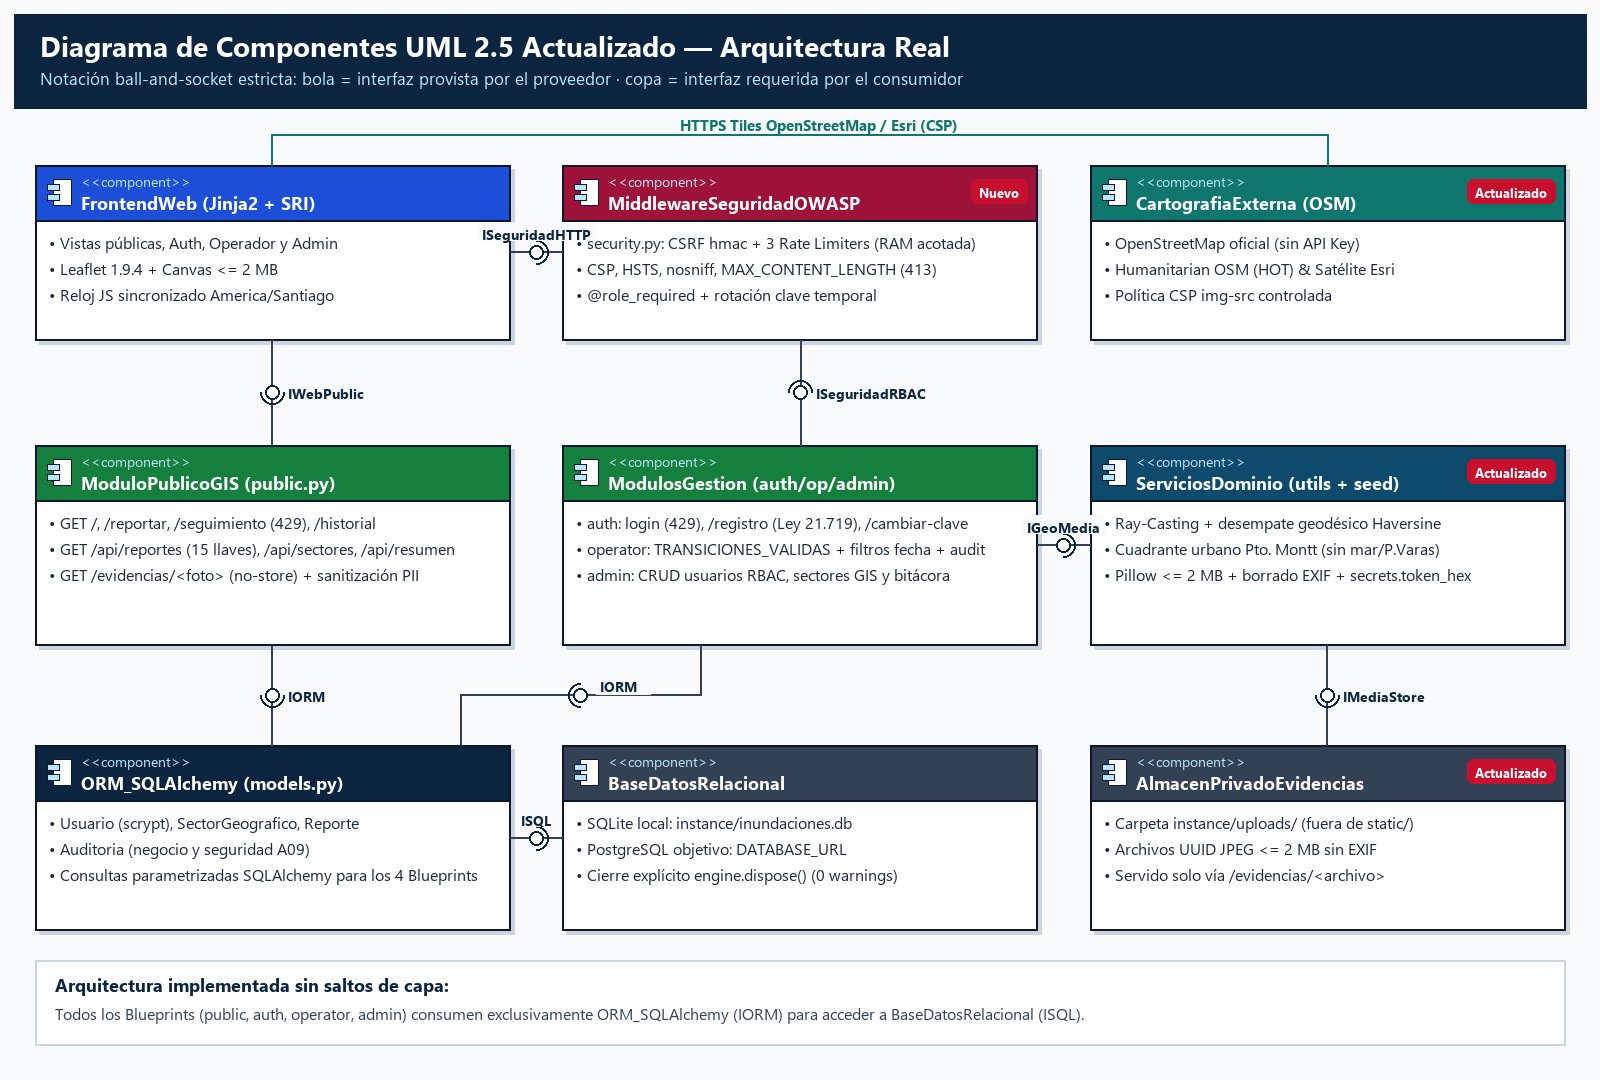 Diagrama de Componentes UML 2.5 Actualizado — Arquitectura Real
Notación ball-and-socket estricta: bola = interfaz provista por el proveedor · copa = interfaz requerida por el consumidor
HTTPS Tiles OpenStreetMap / Esri (CSP)
<<component>>
FrontendWeb (Jinja2 + SRI)
• Vistas públicas, Auth, Operador y Admin
• Leaflet 1.9.4 + Canvas <= 2 MB
• Reloj JS sincronizado America/Santiago
ISeguridadHTTP
<<component>>
MiddlewareSeguridadOWASP
Nuevo
• security.py: CSRF hmac + 3 Rate Limiters (RAM acotada)
• CSP, HSTS, nosniff, MAX_CONTENT_LENGTH (413)
• @role_required + rotación clave temporal
<<component>>
CartografiaExterna (OSM)
Actualizado
• OpenStreetMap oficial (sin API Key)
• Humanitarian OSM (HOT) & Satélite Esri
• Política CSP img-src controlada
IWebPublic
ISeguridadRBAC
<<component>>
ModuloPublicoGIS (public.py)
• GET /, /reportar, /seguimiento (429), /historial
• GET /api/reportes (15 llaves), /api/sectores, /api/resumen
• GET /evidencias/<foto> (no-store) + sanitización PII
<<component>>
ModulosGestion (auth/op/admin)
• auth: login (429), /registro (Ley 21.719), /cambiar-clave
• operator: TRANSICIONES_VALIDAS + filtros fecha + audit
• admin: CRUD usuarios RBAC, sectores GIS y bitácora
IGeoMedia
<<component>>
ServiciosDominio (utils + seed)
Actualizado
• Ray-Casting + desempate geodésico Haversine
• Cuadrante urbano Pto. Montt (sin mar/P.Varas)
• Pillow <= 2 MB + borrado EXIF + secrets.token_hex
IORM
IORM
IMediaStore
<<component>>
ORM_SQLAlchemy (models.py)
• Usuario (scrypt), SectorGeografico, Reporte
• Auditoria (negocio y seguridad A09)
• Consultas parametrizadas SQLAlchemy para los 4 Blueprints
ISQL
<<component>>
BaseDatosRelacional
• SQLite local: instance/inundaciones.db
• PostgreSQL objetivo: DATABASE_URL
• Cierre explícito engine.dispose() (0 warnings)
<<component>>
AlmacenPrivadoEvidencias
Actualizado
• Carpeta instance/uploads/ (fuera de static/)
• Archivos UUID JPEG <= 2 MB sin EXIF
• Servido solo vía /evidencias/<archivo>
Arquitectura implementada sin saltos de capa:
Todos los Blueprints (public, auth, operator, admin) consumen exclusivamente ORM_SQLAlchemy (IORM) para acceder a BaseDatosRelacional (ISQL).